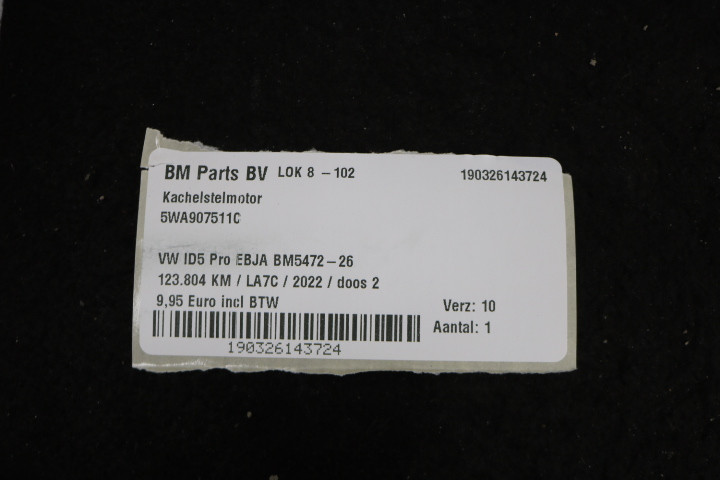 BM Parts BV LOK 8 - 102 190326143724
Kachelstelmotor
5WA907511C
VW ID5 Pro EBJA BM5472-26
123.804 KM / LA7C / 2022 / doos 2
9,95 Euro incl BTW Verz: 10
Aantal: 1
190326143724